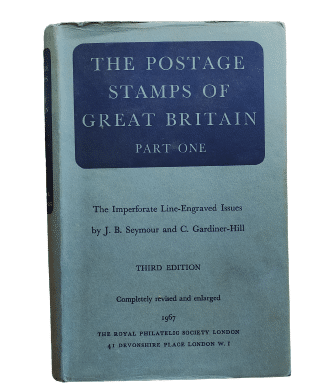 THE POSTAGE
STAMPS OF
GREAT BRITAIN
PART ONE
The Imperforate Line-Engraved Issues
by J. B. Seymour and C. Gardiner-Hill
THIRD EDITION
Completely revised and enlarged
1967
THE ROYAL PHILATELIC SOCIETY LONDON
41 DEVONSHIRE PLACE LONDON W.1